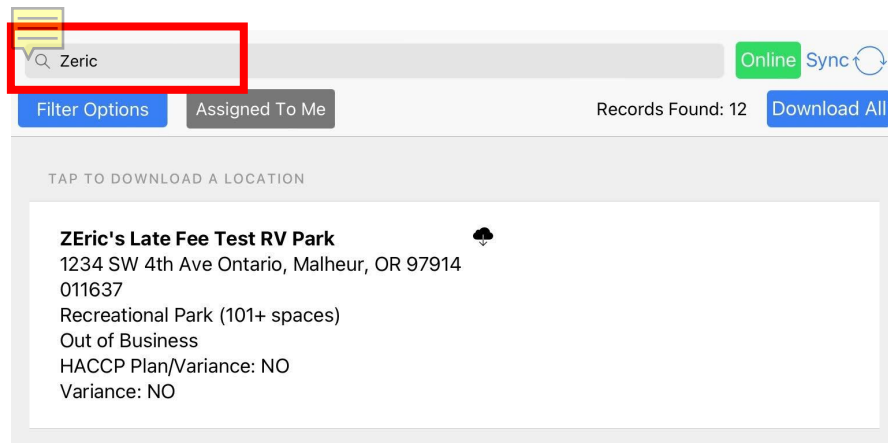 Zeric
Online Sync
Filter Options Assigned To Me Records Found: 12 Download All
TAP TO DOWNLOAD A LOCATION
ZEric's Late Fee Test RV Park
1234 SW 4th Ave Ontario, Malheur, OR 97914
011637
Recreational Park (101+ spaces)
Out of Business
HACCP Plan/Variance: NO
Variance: NO